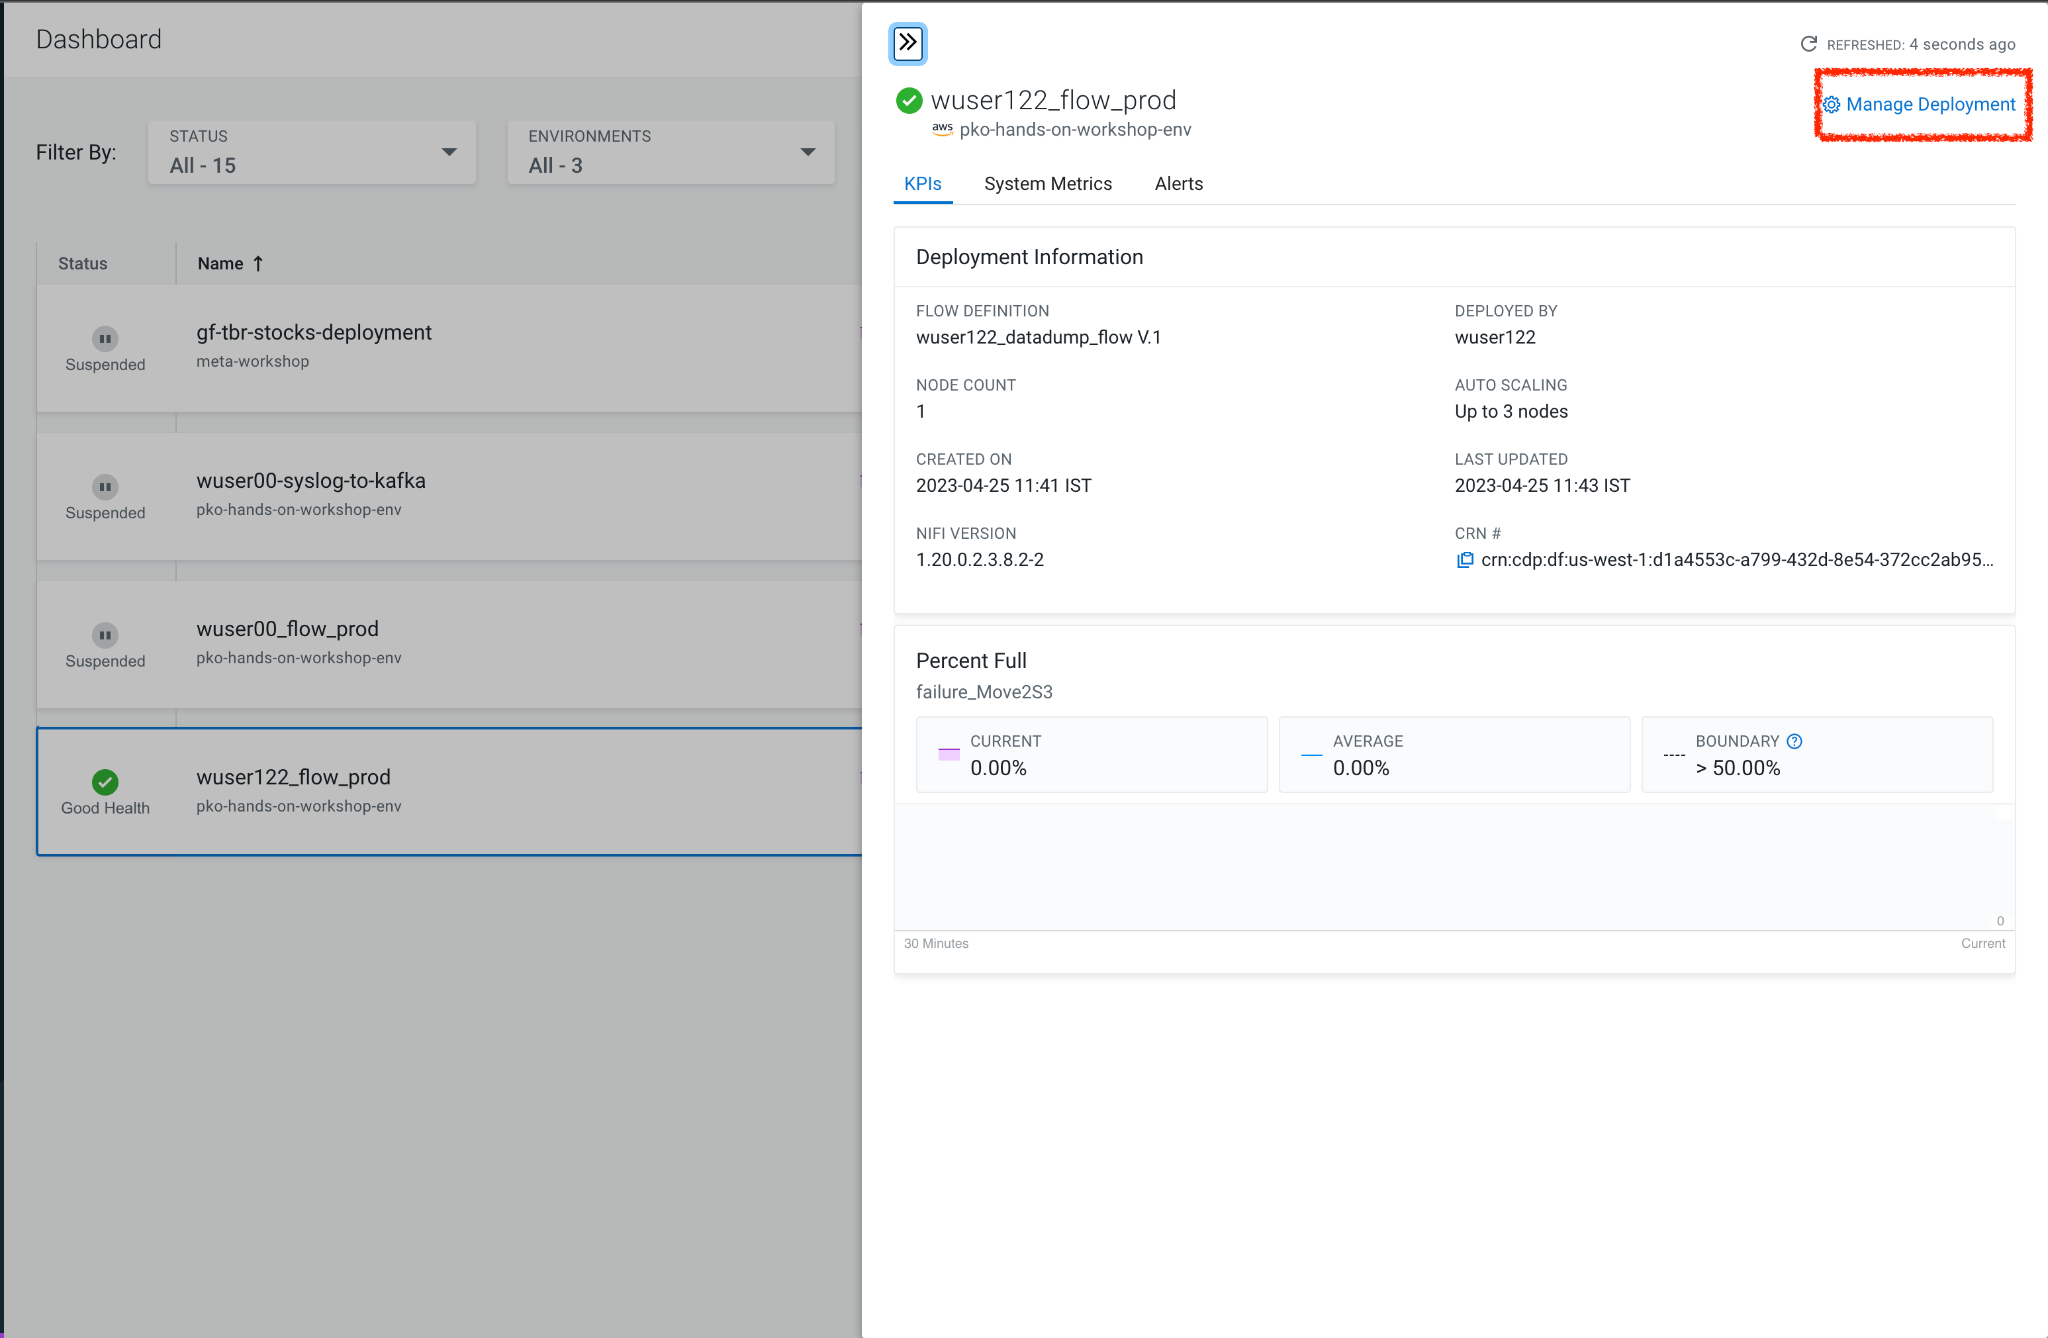 Dashboard
Filter By:
STATUS
All - 15
ENVIRONMENTS
All - 3
Status
Name ↑
Suspended
gf-tbr-stocks-deployment
meta-workshop
Suspended
wuser00-syslog-to-kafka
pko-hands-on-workshop-env
Suspended
wuser00_flow_prod
pko-hands-on-workshop-env
Good Health
wuser122_flow_prod
pko-hands-on-workshop-env
REFRESHED: 4 seconds ago
wuser122_flow_prod
aws pko-hands-on-workshop-env
Manage Deployment
KPIs System Metrics Alerts
Deployment Information
FLOW DEFINITION
wuser122_datadump_flow V.1
DEPLOYED BY
wuser122
NODE COUNT
1
AUTO SCALING
Up to 3 nodes
CREATED ON
2023-04-25 11:41 IST
LAST UPDATED
2023-04-25 11:43 IST
NIFI VERSION
1.20.0.2.3.8.2-2
CRN #
crn:cdp:df:us-west-1:d1a4553c-a799-432d-8e54-372cc2ab95...
Percent Full
failure_Move2S3
CURRENT
0.00%
AVERAGE
0.00%
BOUNDARY
> 50.00%
0
30 Minutes
Current